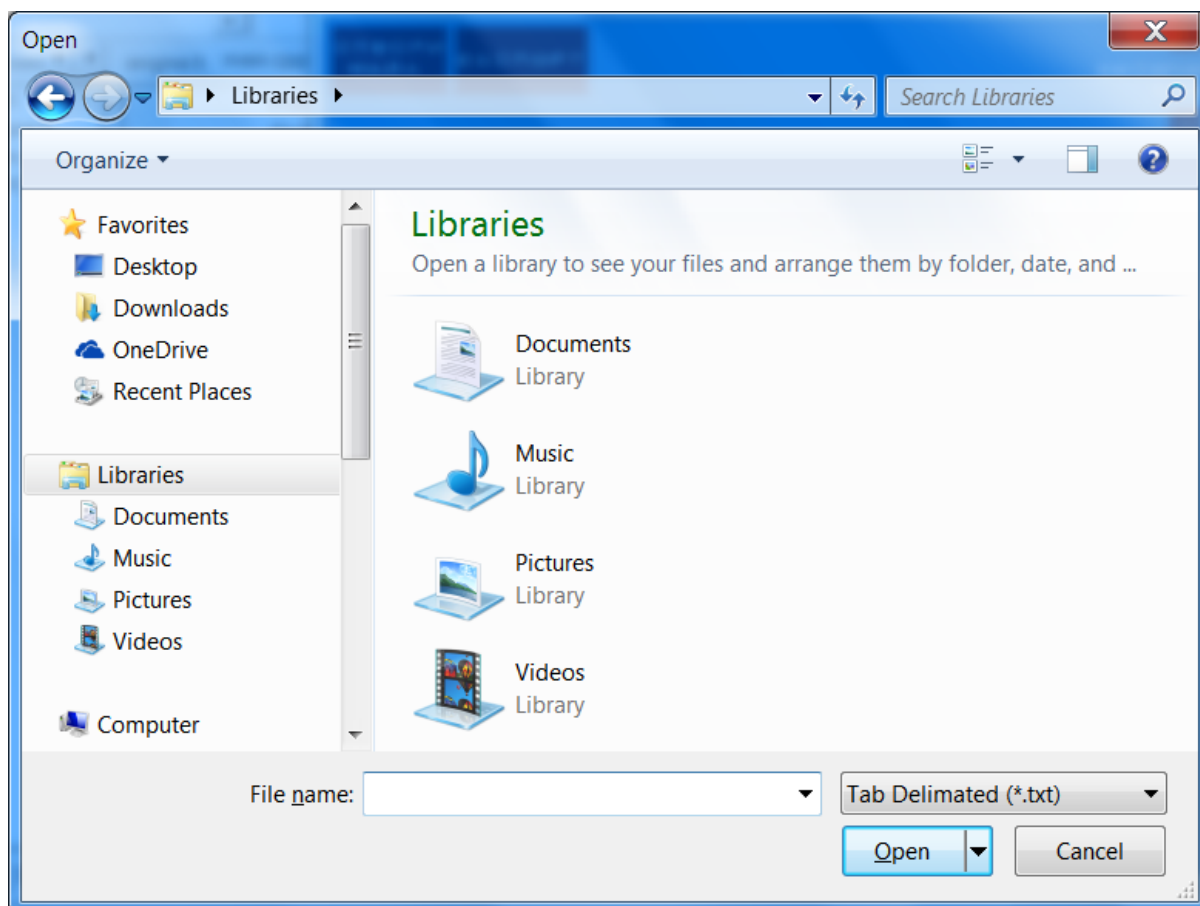 Open
Libraries
Search Libraries
Organize
Favorites
Desktop
Downloads
OneDrive
Recent Places
Libraries
Documents
Music
Pictures
Videos
Computer
Libraries
Open a library to see your files and arrange them by folder, date, and ...
Documents
Library
Music
Library
Pictures
Library
Videos
Library
File name:
Tab Delimated (*.txt)
Open
Cancel